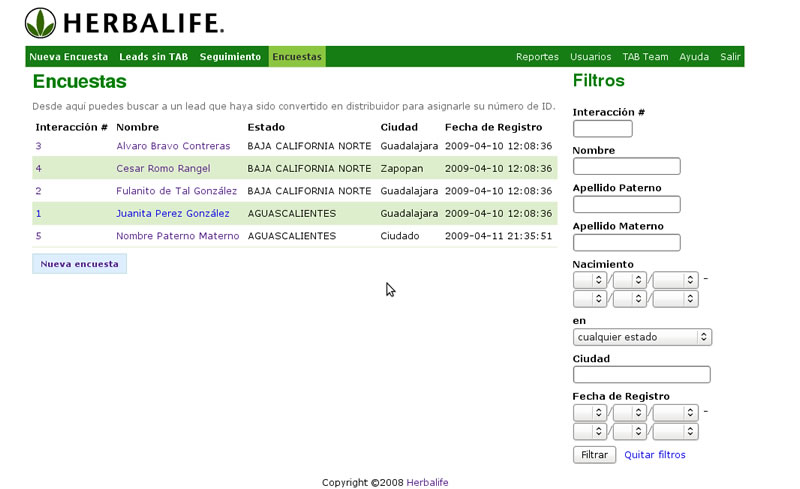 HERBALIFE.
Nueva Encuesta Leads sin TAB Seguimiento Encuestas Reportes Usuarios TAB Team Ayuda Salir
Encuestas
Desde aquí puedes buscar a un lead que haya sido convertido en distribuidor para asignarle su número de ID.
Interacción # Nombre Estado Ciudad Fecha de Registro
3 Alvaro Bravo Contreras BAJA CALIFORNIA NORTE Guadalajara 2009-04-10 12:08:36
4 Cesar Romo Rangel BAJA CALIFORNIA NORTE Zapopan 2009-04-10 12:08:36
2 Fulanito de Tal González BAJA CALIFORNIA NORTE Guadalajara 2009-04-10 12:08:36
1 Juanita Perez González AGUASCALIENTES Guadalajara 2009-04-10 12:08:36
5 Nombre Paterno Materno AGUASCALIENTES Ciudado 2009-04-11 21:35:51
Nueva encuesta
Filtros
Interacción #
Nombre
Apellido Paterno
Apellido Materno
Nacimiento
/ / -
/ /
en
cualquier estado
Ciudad
Fecha de Registro
/ / -
/ /
Filtrar Quitar filtros
Copyright ©2008 Herbalife